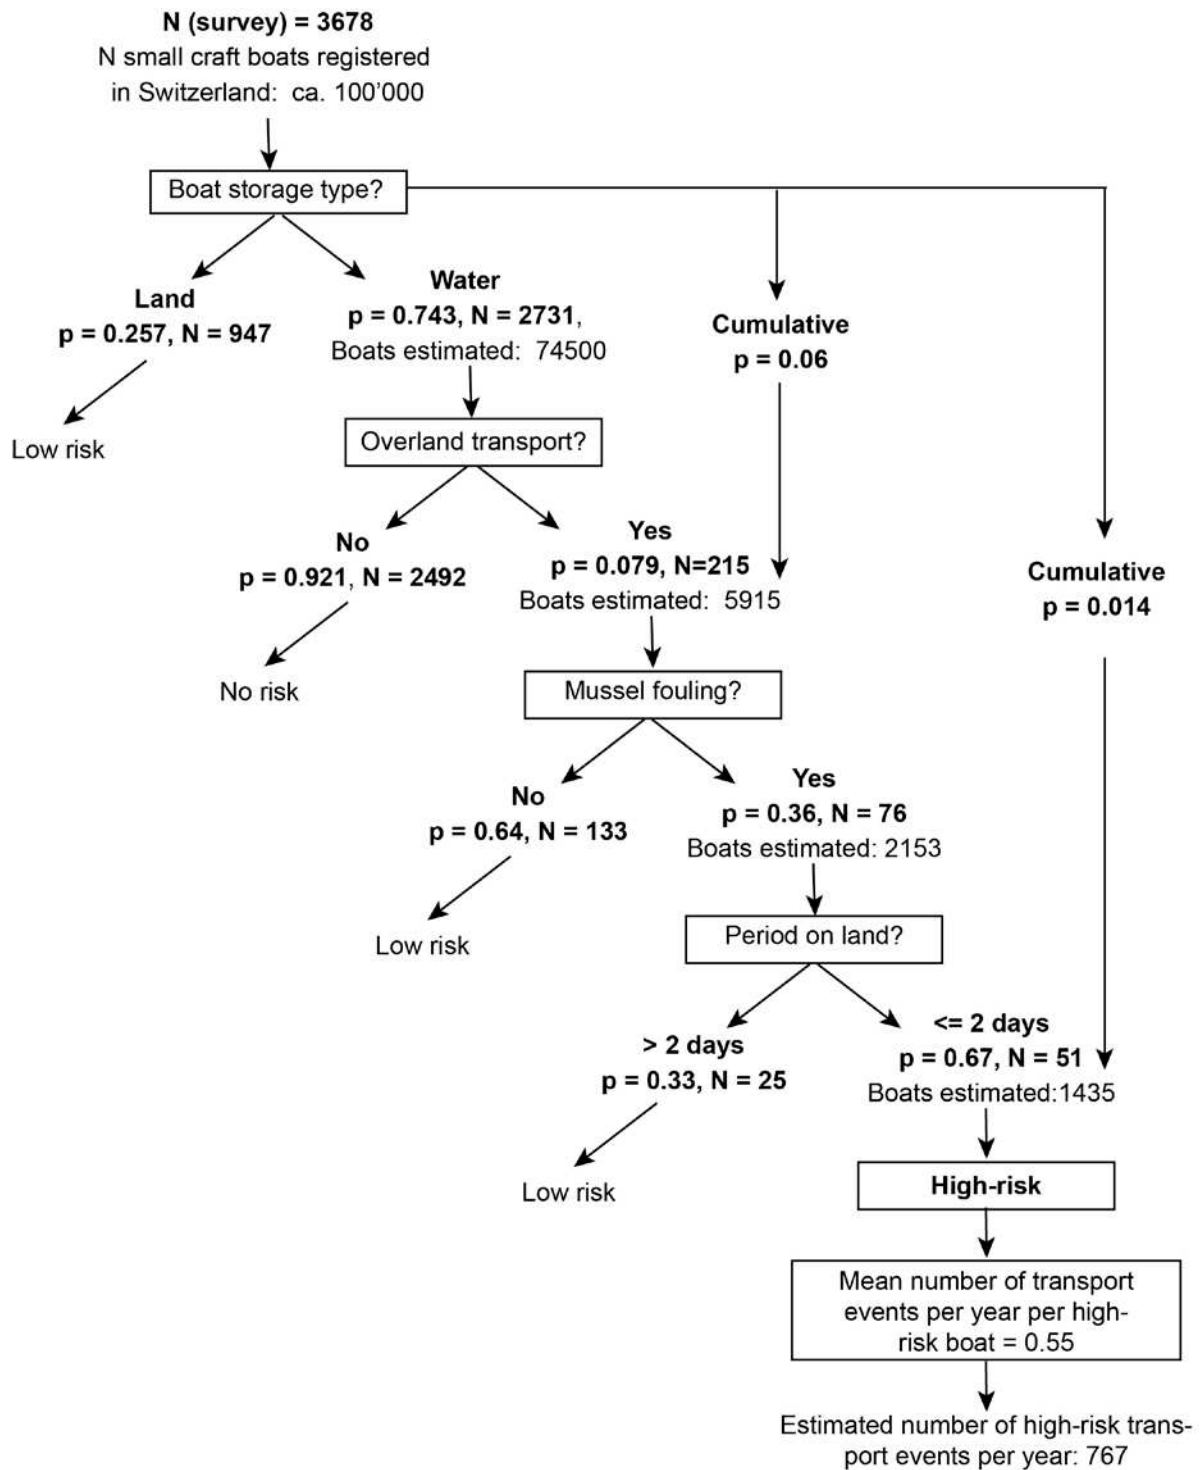 N (survey) = 3678
N small craft boats registered
in Switzerland:  ca. 100'000
Boat storage type?
Land
p = 0.257, N = 947
Low risk
Water
p = 0.743, N = 2731,
Boats estimated:  74500
Cumulative
p = 0.06
Overland transport?
No
p = 0.921, N = 2492
No risk
Yes
p = 0.079, N=215
Boats estimated:  5915
Cumulative
p = 0.014
Mussel fouling?
No
p = 0.64, N = 133
Low risk
Yes
p = 0.36, N = 76
Boats estimated: 2153
Period on land?
> 2 days
p = 0.33, N = 25
Low risk
<= 2 days
p = 0.67, N = 51
Boats estimated:1435
High-risk
Mean number of transport
events per year per high-
risk boat = 0.55
Estimated number of high-risk trans-
port events per year: 767